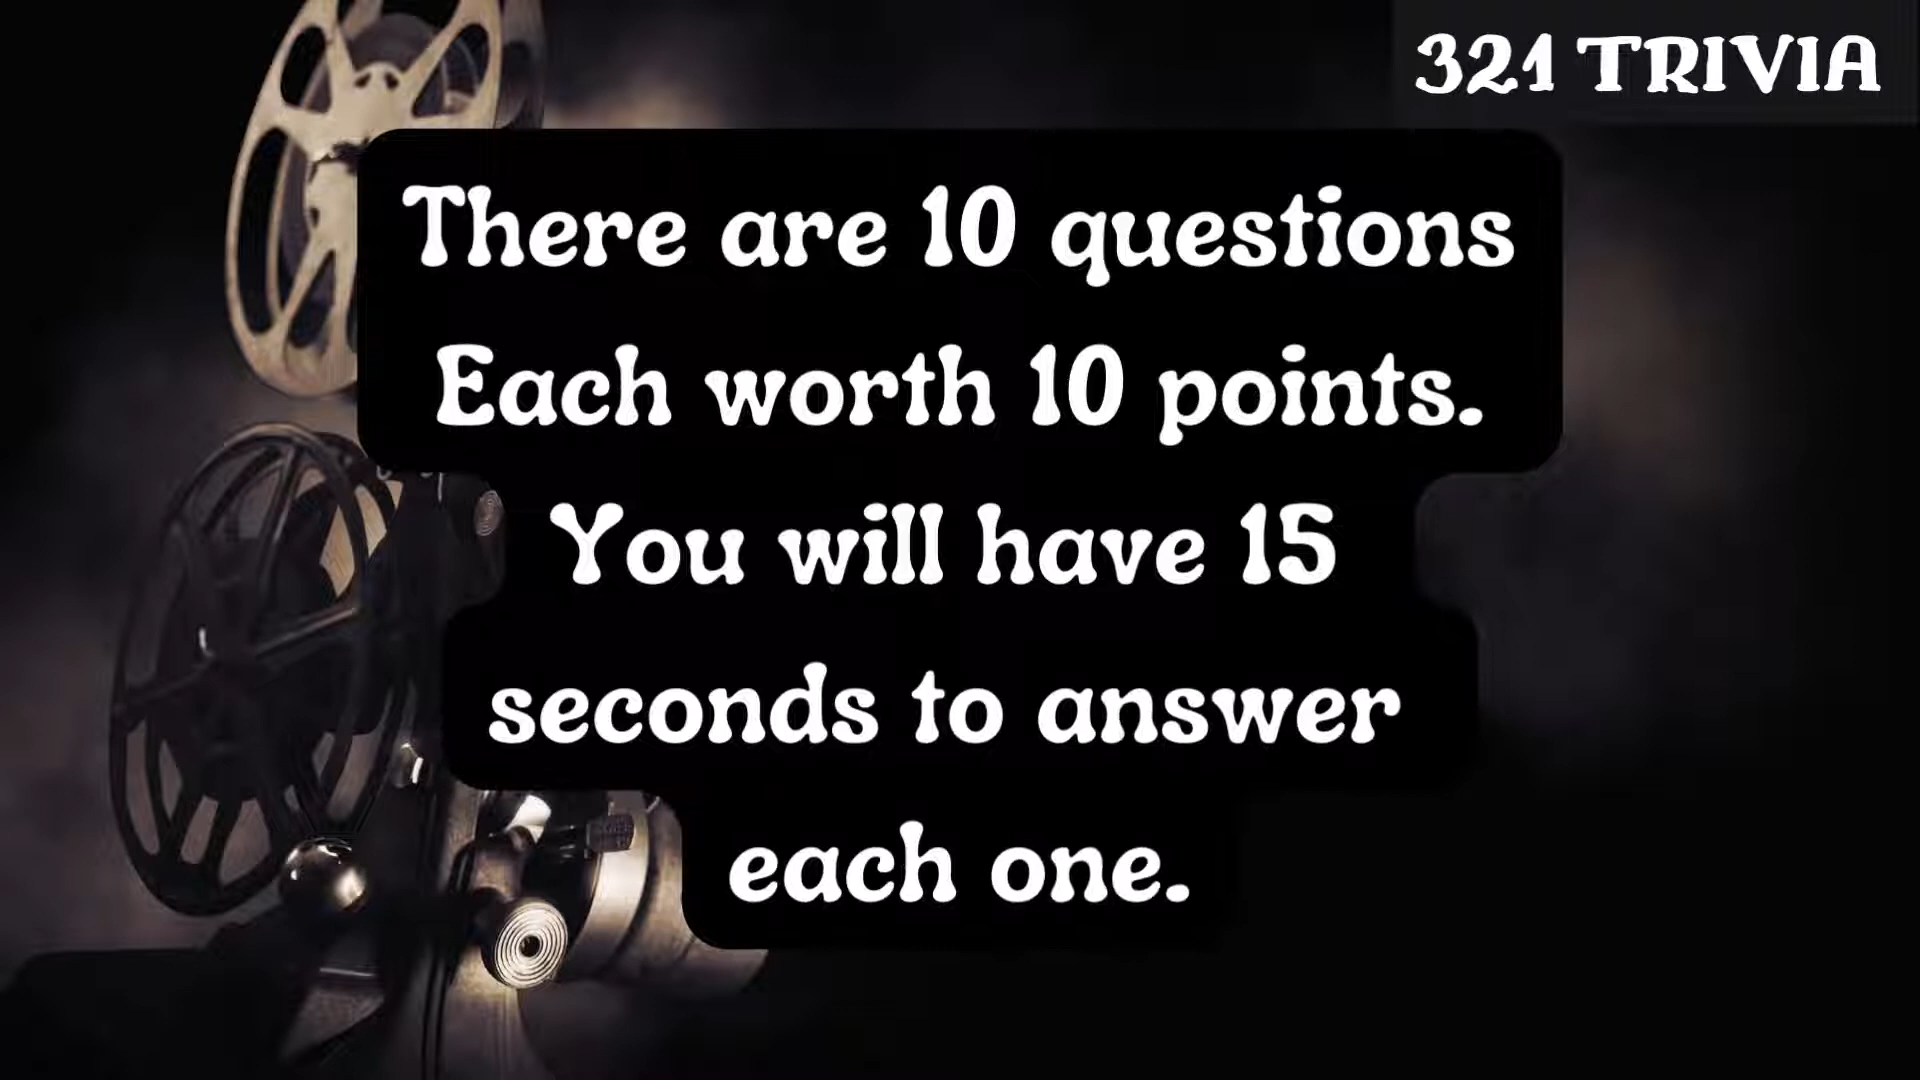 321 TRIVIA
There are 10 questions
Each worth 10 points.
You will have 15
seconds to answer
each one.